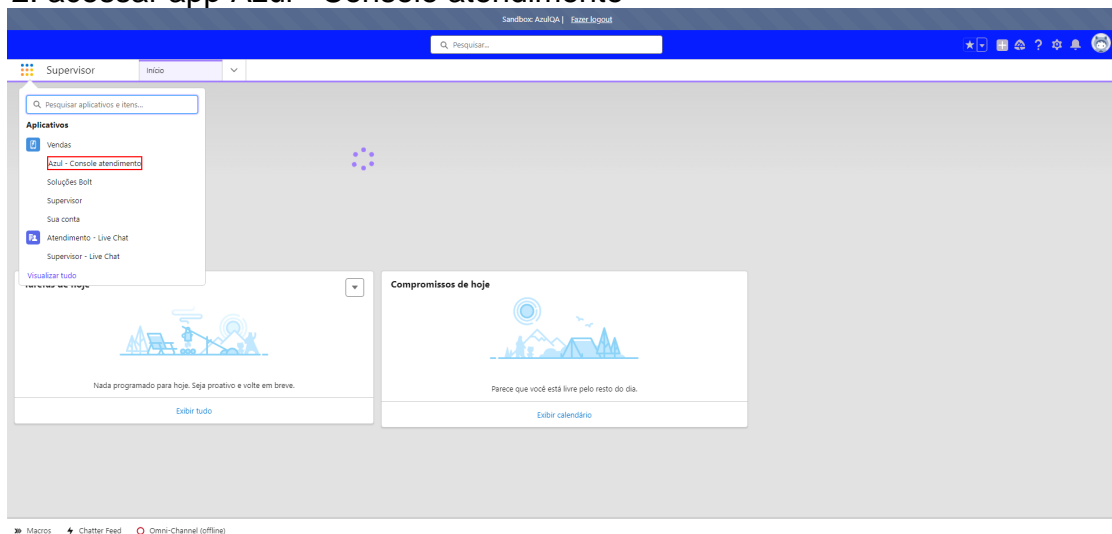 2. acessar app Azul - Console atendimento
Sandbox: AzulQA | Fazer logout
Pesquisar...
Supervisor
Início
Pesquisar aplicativos e itens...
Aplicativos
Vendas
Azul - Console atendimento
Soluções Bolt
Supervisor
Sua conta
Atendimento - Live Chat
Supervisor - Live Chat
Visualizar tudo
Tarefas de hoje
Nada programado para hoje. Seja proativo e volte em breve.
Exibir tudo
Compromissos de hoje
Parece que você está livre pelo resto do dia.
Exibir calendário
Macros
Chatter Feed
Omni-Channel (offline)